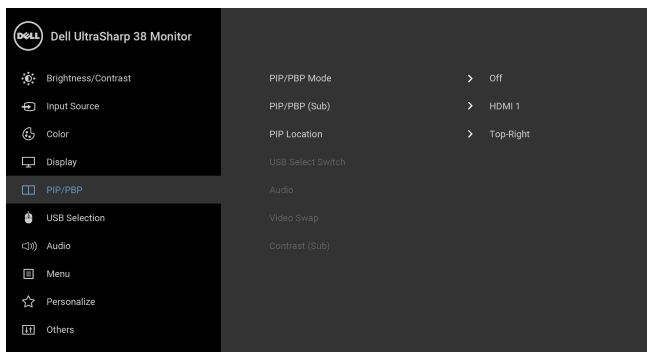 DELL Dell UltraSharp 38 Monitor
Brightness/Contrast
Input Source
Color
Display
PIP/PBP
USB Selection
Audio
Menu
Personalize
Others
PIP/PBP Mode > Off
PIP/PBP (Sub) > HDMI 1
PIP Location > Top-Right
USB Select Switch
Audio
Video Swap
Contrast (Sub)